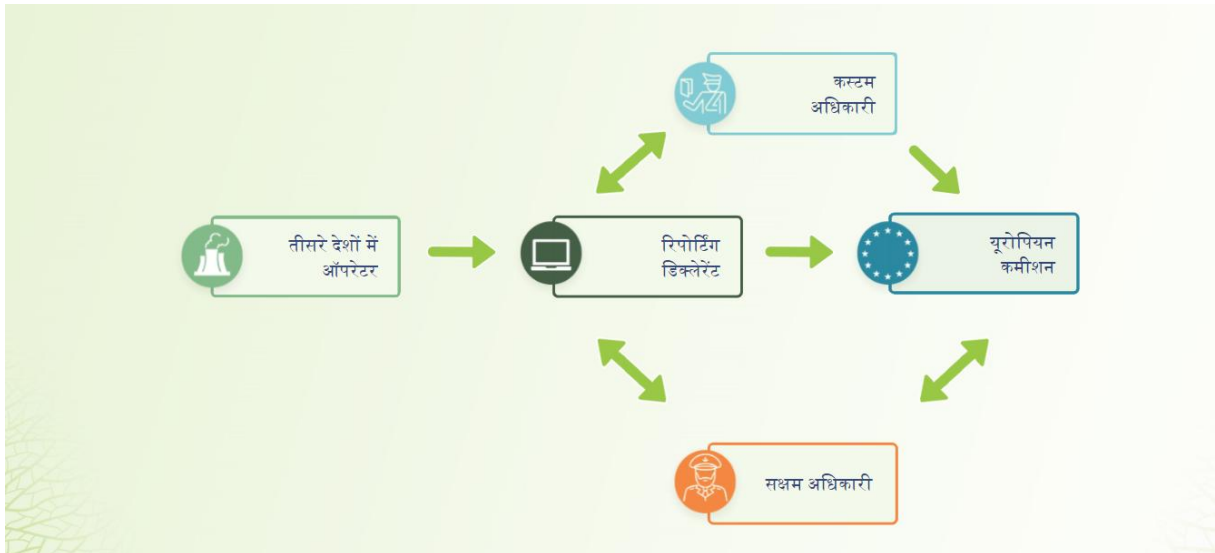 कस्टम
अधिकारी
तीसरे देशों में
ऑपरेटर
रिपोर्टिंग
डिक्लेरेंट
यूरोपियन
कमीशन
सक्षम अधिकारी